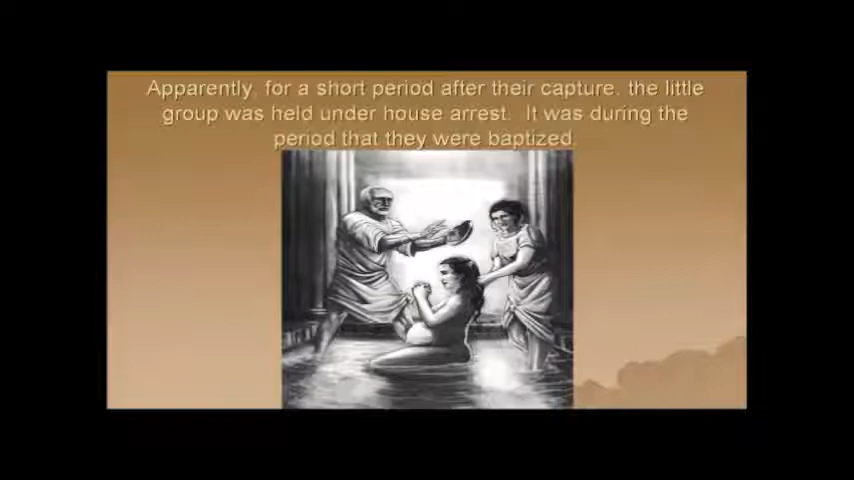 Apparently, for a short period after their capture, the little
group was held under house arrest.  It was during the
period that they were baptized.